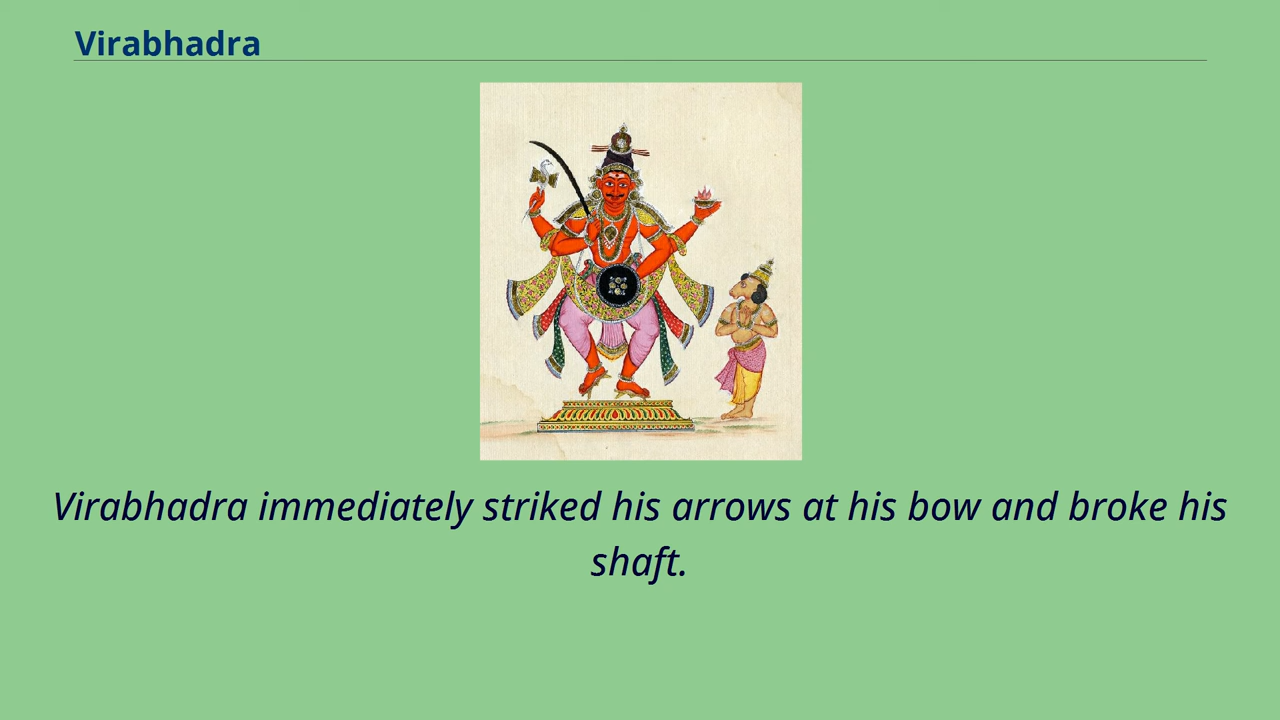 Virabhadra
Virabhadra immediately striked his arrows at his bow and broke his
shaft.